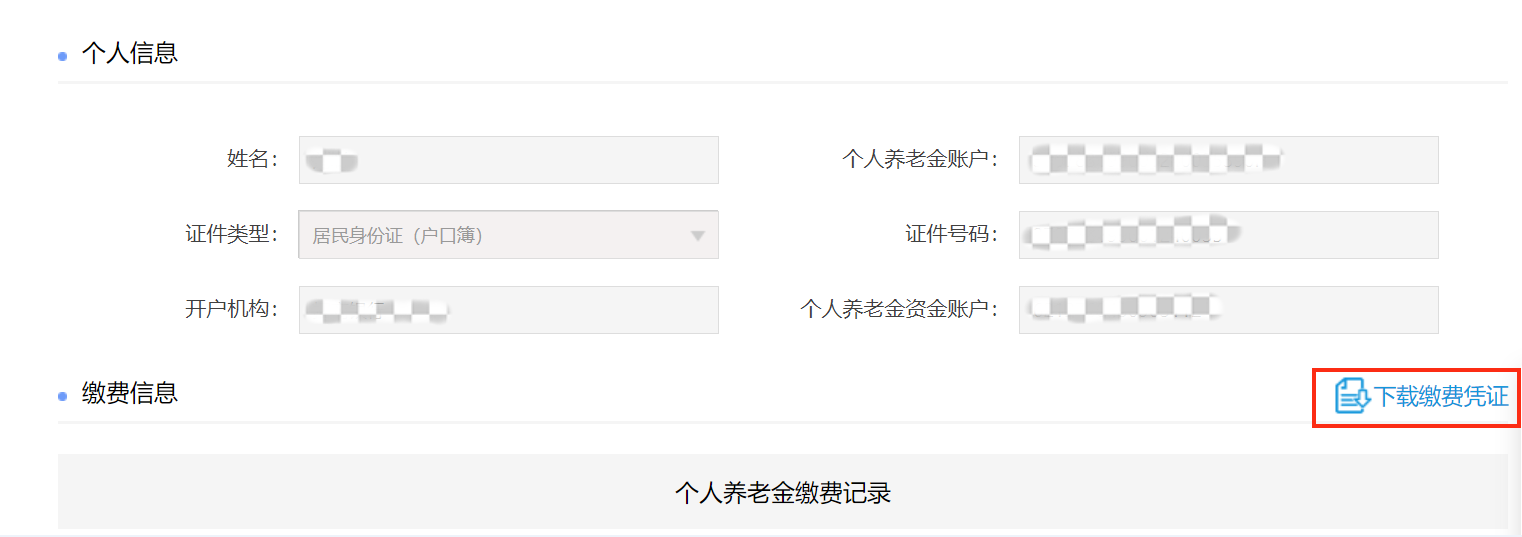 个人信息
姓名： 个人养老金账户：
证件类型： 居民身份证（户口簿） 证件号码：
开户机构： 个人养老金资金账户：
缴费信息 下载缴费凭证
个人养老金缴费记录